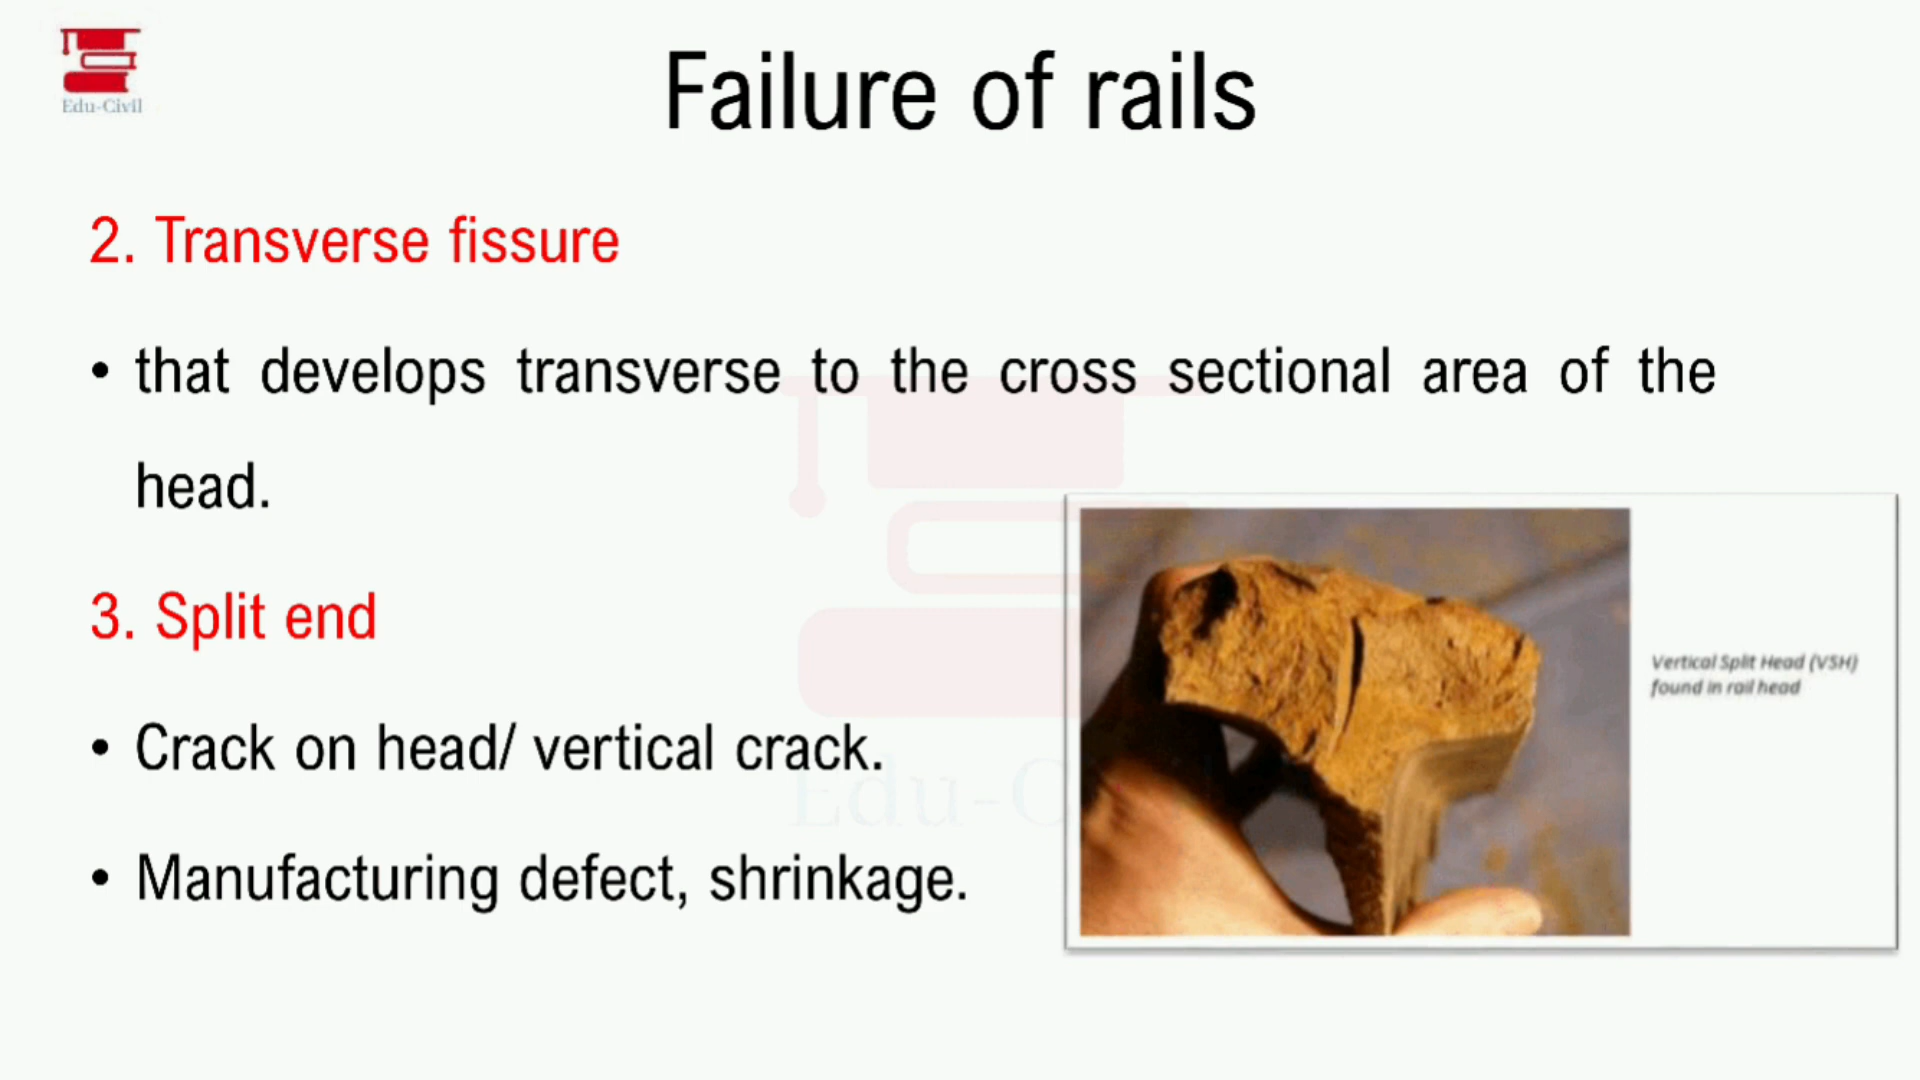 Edu-Civil
Failure of rails
2. Transverse fissure
• that develops transverse to the cross sectional area of the
head.
3. Split end
• Crack on head/ vertical crack.
• Manufacturing defect, shrinkage.
Vertical Split Head (VSH)
found in rail head
Edu-C